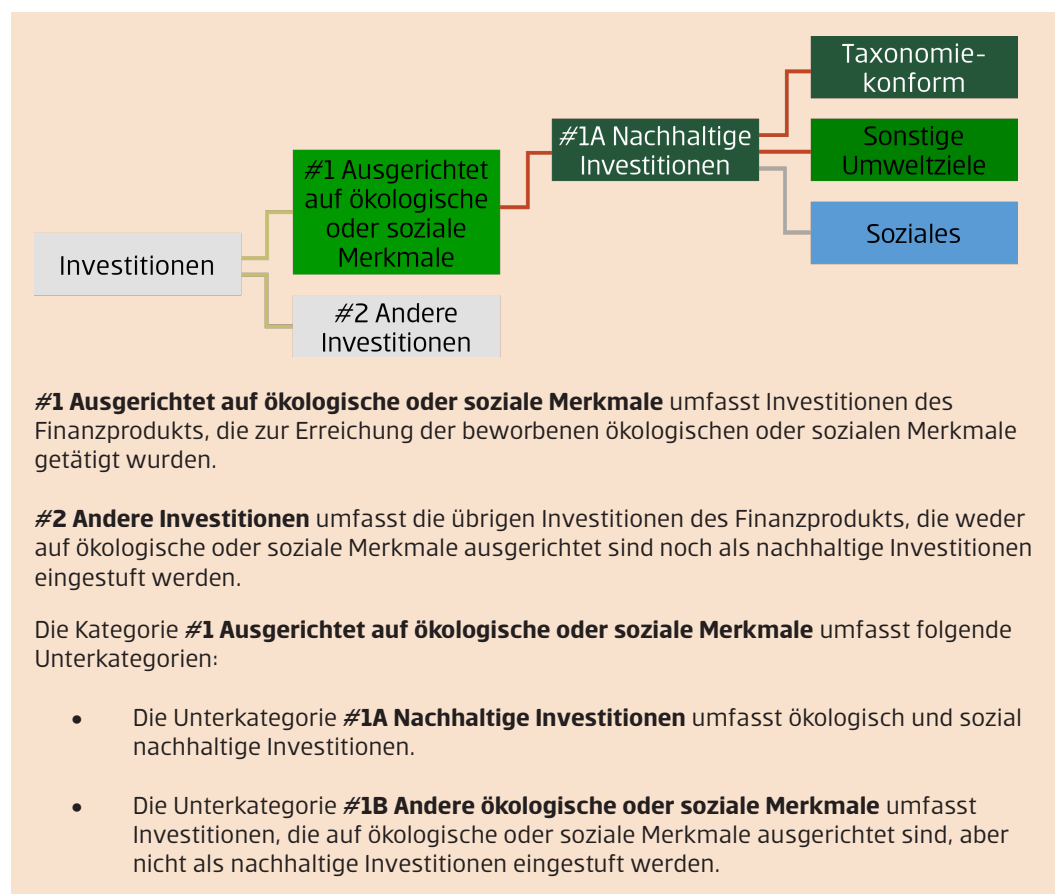 Taxonomie-
konform
#1A Nachhaltige
Investitionen
Sonstige
Umweltziele
#1 Ausgerichtet
auf ökologische
oder soziale
Merkmale
Soziales
Investitionen
#2 Andere
Investitionen
#1 Ausgerichtet auf ökologische oder soziale Merkmale umfasst Investitionen des
Finanzprodukts, die zur Erreichung der beworbenen ökologischen oder sozialen Merkmale
getätigt wurden.
#2 Andere Investitionen umfasst die übrigen Investitionen des Finanzprodukts, die weder
auf ökologische oder soziale Merkmale ausgerichtet sind noch als nachhaltige Investitionen
eingestuft werden.
Die Kategorie #1 Ausgerichtet auf ökologische oder soziale Merkmale umfasst folgende
Unterkategorien:
• Die Unterkategorie #1A Nachhaltige Investitionen umfasst ökologisch und sozial
nachhaltige Investitionen.
• Die Unterkategorie #1B Andere ökologische oder soziale Merkmale umfasst
Investitionen, die auf ökologische oder soziale Merkmale ausgerichtet sind, aber
nicht als nachhaltige Investitionen eingestuft werden.